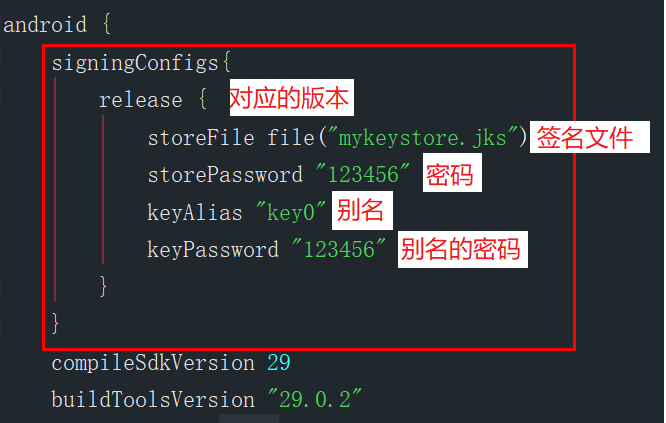 android {
signingConfigs{
release { 对应的版本
storeFile file("mykeystore.jks") 签名文件
storePassword "123456" 密码
keyAlias "key0" 别名
keyPassword "123456" 别名的密码
}
}
compileSdkVersion 29
buildToolsVersion "29.0.2"